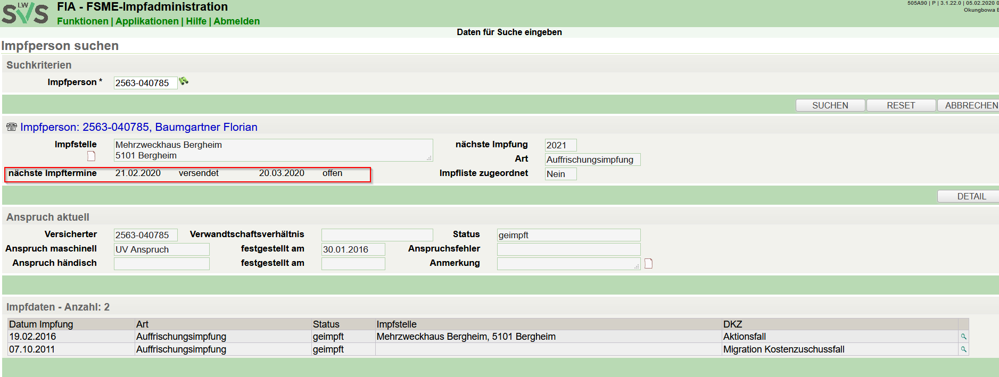 LW
SVS
FIA - FSME-Impfadministration
505A90 | P | 3.1.22.0 | 05.02.2020
Okungbowa
Funktionen | Applikationen | Hilfe | Abmelden
Daten für Suche eingeben
Impfperson suchen
Suchkriterien
Impfperson * 2563-040785
SUCHEN RESET ABBRECHEN
Impfperson: 2563-040785, Baumgartner Florian
Impfstelle Mehrzweckhaus Bergheim nächste Impfung 2021
5101 Bergheim Art Auffrischungsimpfung
nächste Impftermine 21.02.2020 versendet 20.03.2020 offen Impfliste zugeordnet Nein
DETAIL
Anspruch aktuell
Versicherter 2563-040785 Verwandtschaftsverhältnis Status geimpft
Anspruch maschinell UV Anspruch festgestellt am 30.01.2016 Anspruchsfehler
Anspruch händisch festgestellt am Anmerkung
Impfdaten - Anzahl: 2
Datum Impfung Art Status Impfstelle DKZ
19.02.2016 Auffrischungsimpfung geimpft Mehrzweckhaus Bergheim, 5101 Bergheim Aktionsfall
07.10.2011 Auffrischungsimpfung geimpft Migration Kostenzuschussfall